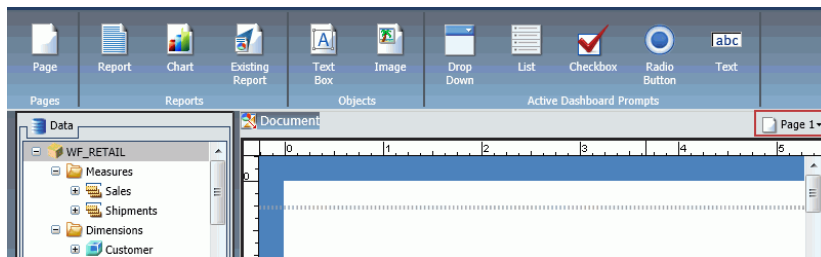 Page
Report
Chart
Existing
Report
Text
Box
Image
Drop
Down
List
Checkbox
Radio
Button
abc
Text
Pages
Reports
Objects
Active Dashboard Prompts
Data
Document
Page 1
WF_RETAIL
Measures
Sales
Shipments
Dimensions
Customer
0 1 2 3 4 5
0